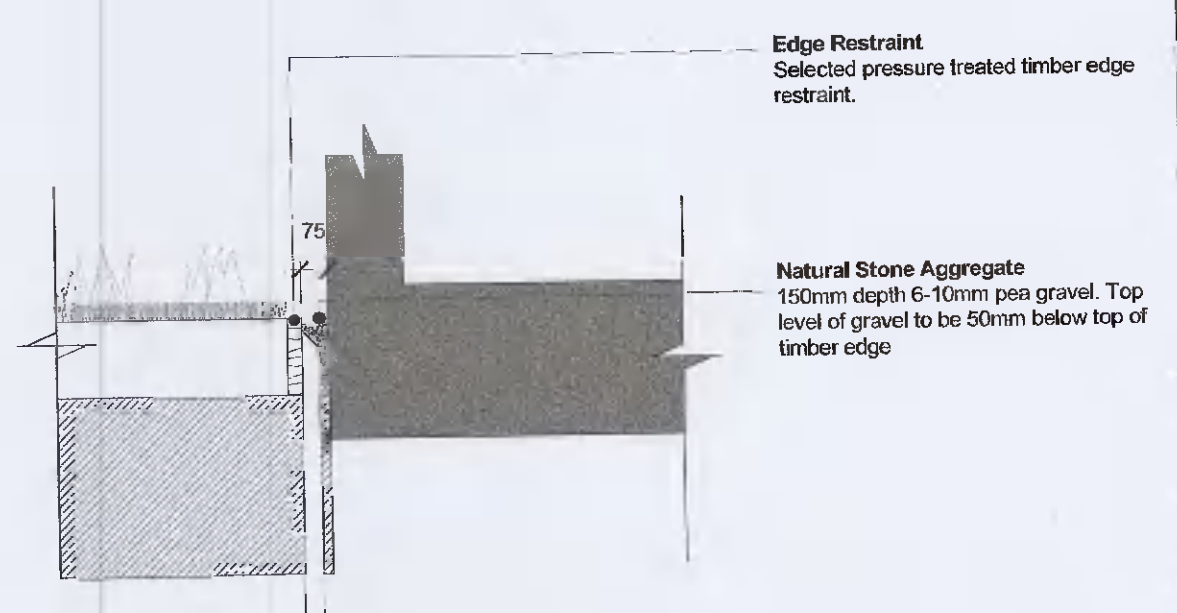 Edge Restraint
Selected pressure treated timber edge
restraint.
75
Natural Stone Aggregate
150mm depth 6-10mm pea gravel. Top
level of gravel to be 50mm below top of
timber edge